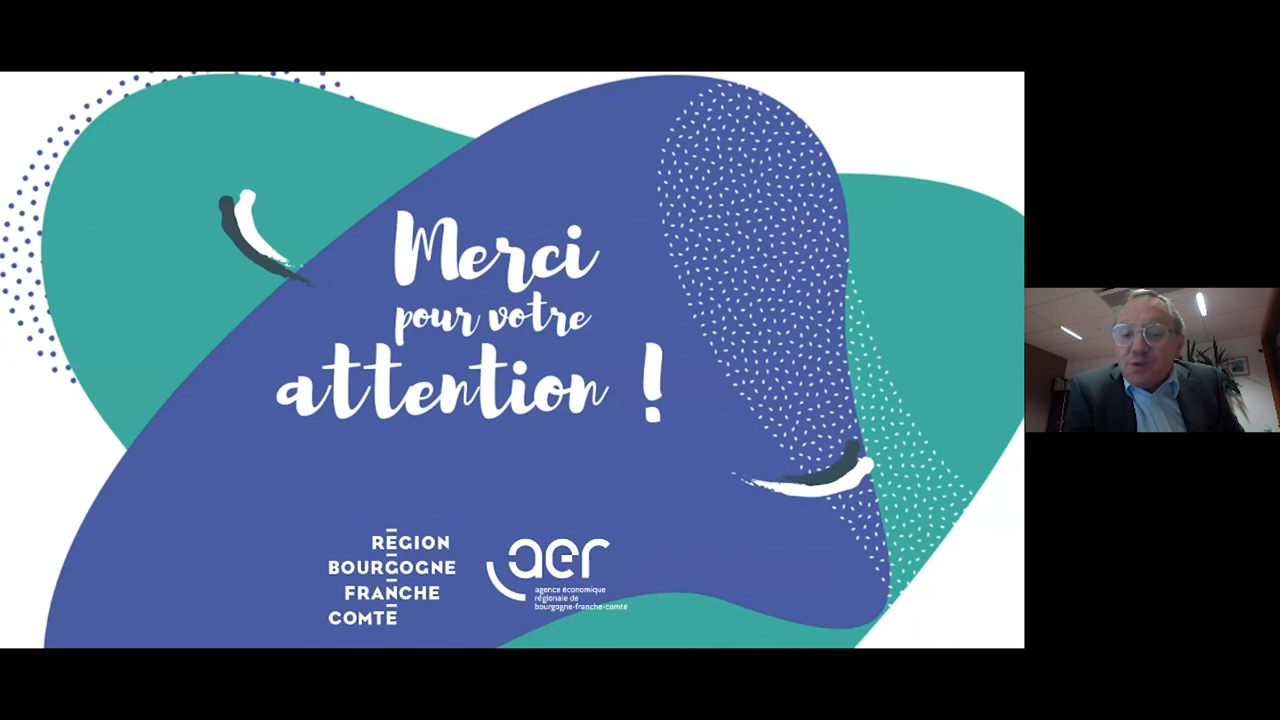 Merci
pour votre
attention !
RÉGION
BOURGOGNE
FRANCHE
COMTÉ
aer
agence économique
régionale de
bourgogne-franche-comté